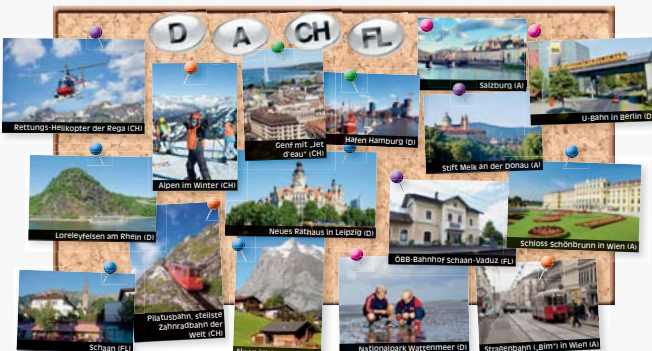 D A CH FL
Rettungs-Helikopter der Rega (CH)
Alpen im Winter (CH)
Genf mit „Jet
d'eau“ (CH)
Hafen Hamburg (D)
Salzburg (A)
U-Bahn in Berlin (D
Stift Melk an der Donau (A)
Loreleyfelsen am Rhein (D)
Neues Rathaus in Leipzig (D)
ÖBB-Bahnhof Schaan-Vaduz (FL)
Schloss Schönbrunn in Wien (A)
Schaan (FL)
Pilatusbahn, steilste
Zahnradbahn der
Welt (CH)
Nationalpark Wattenmeer (D)
Straßenbahn („Bim“) in Wien (A)